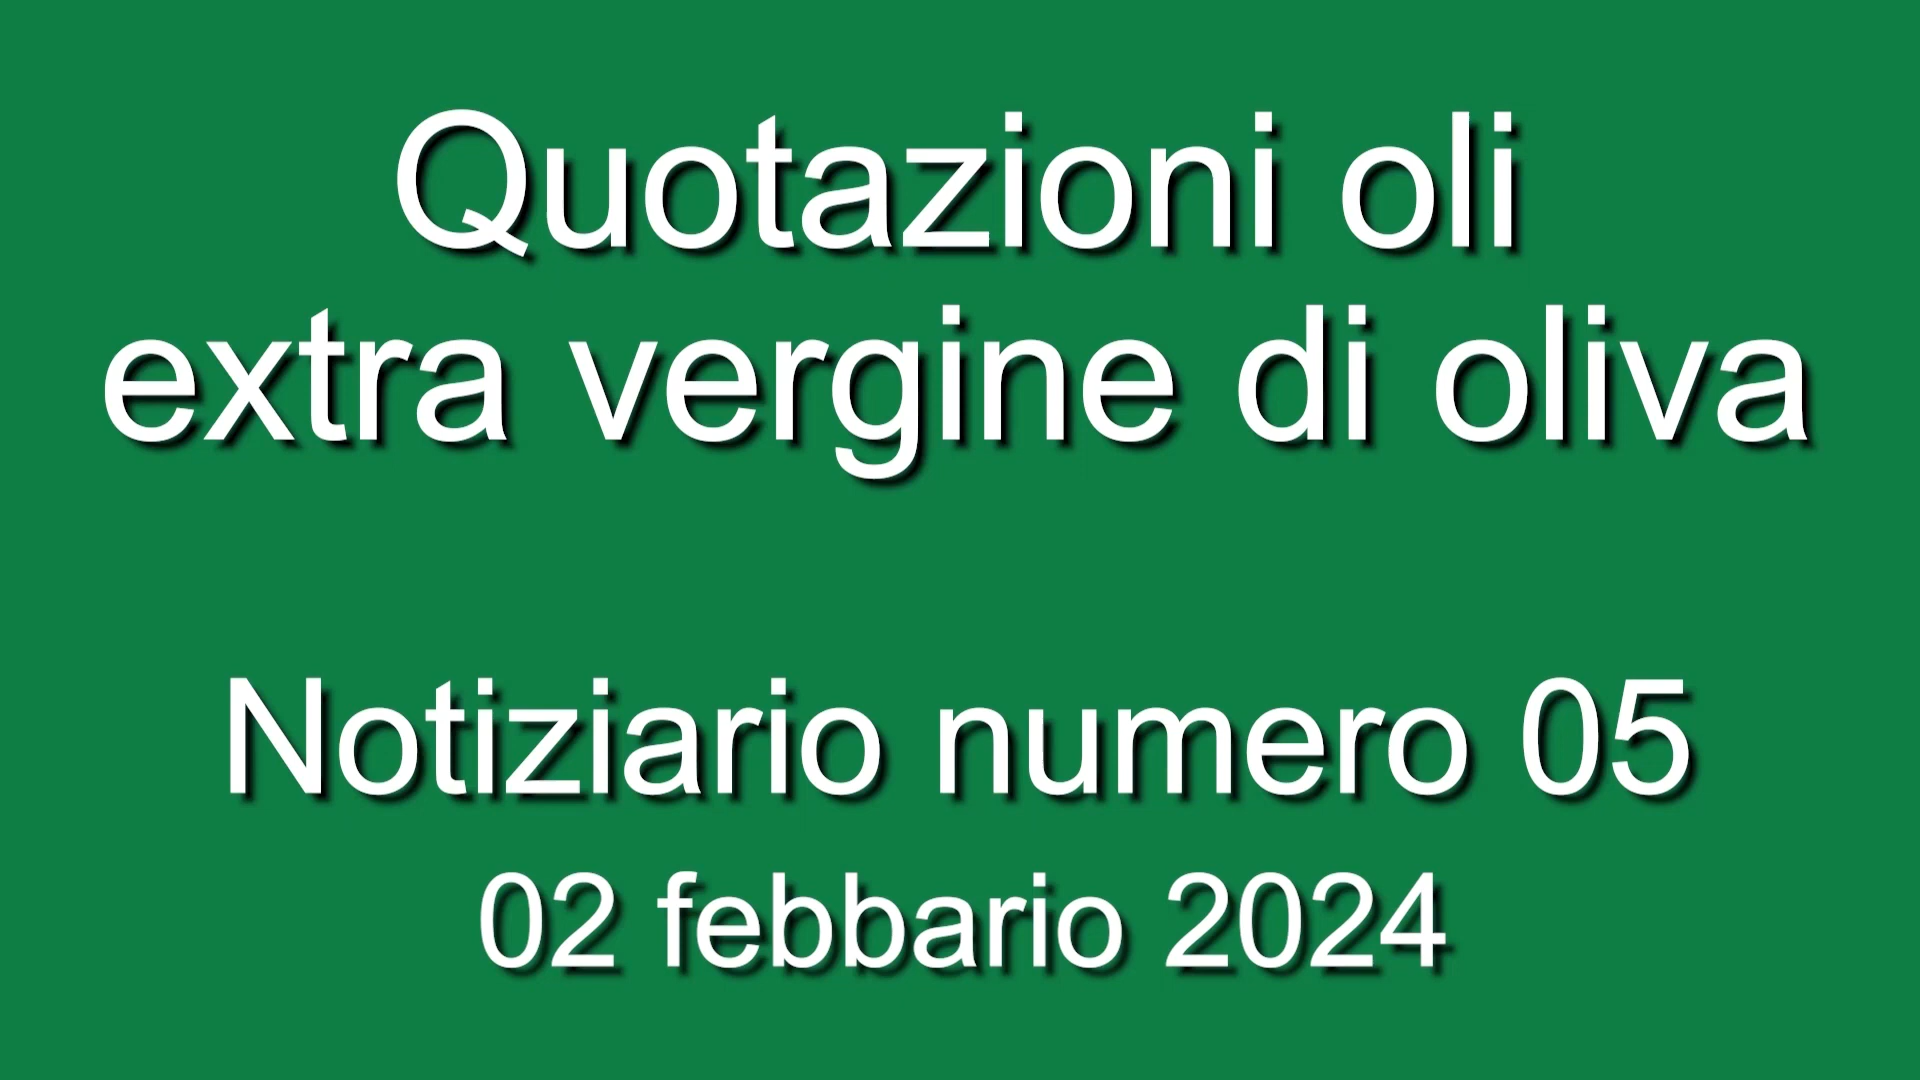 Quotazioni oli
extra vergine di oliva
Notiziario numero 05
02 febbario 2024